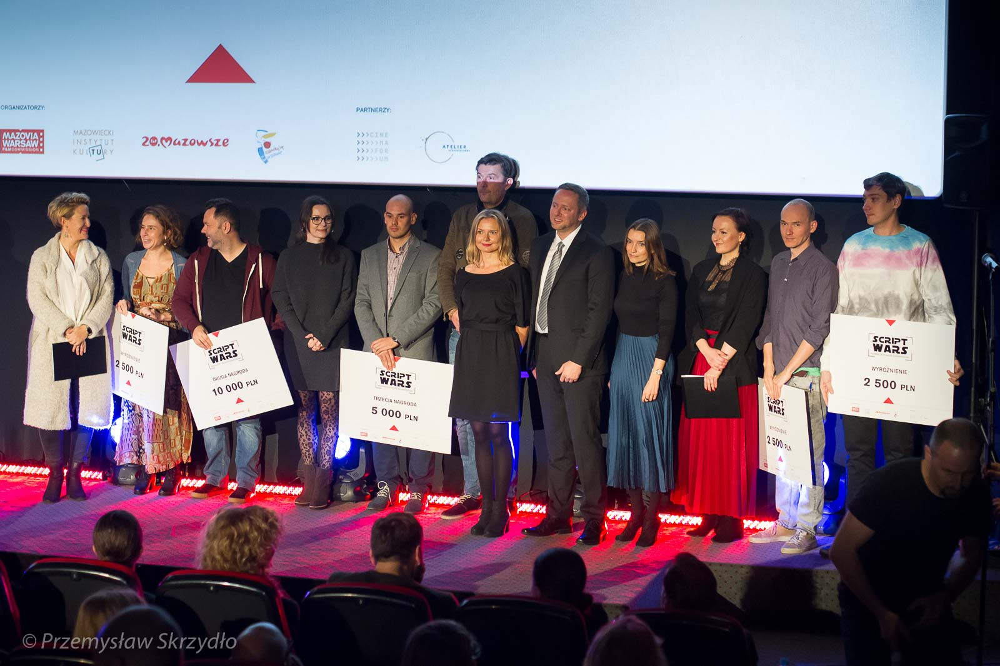 ORGANIZATORZY:
PARTNERZY:
MAZOVIA
WARSAW
FILM COMMISSION
MAZOWIECKI
INSTYTUT
KULTURY
20.Mazowsze
>>>CINE
>>>>MA
>>>FOR
>>>>>UM
ATELIER
SCRIPT
WARS
WYRÓŻNIENIE
2 500 PLN
SCRIPT
WARS
DRUGA NAGRODA
10 000 PLN
SCRIPT
WARS
TRZECIA NAGRODA
5 000 PLN
SCRIPT
WARS
WYRÓŻNIENIE
2 500 PLN
SCRIPT
WARS
WYRÓŻNIENIE
2 500 PLN
© Przemysław Skrzydło